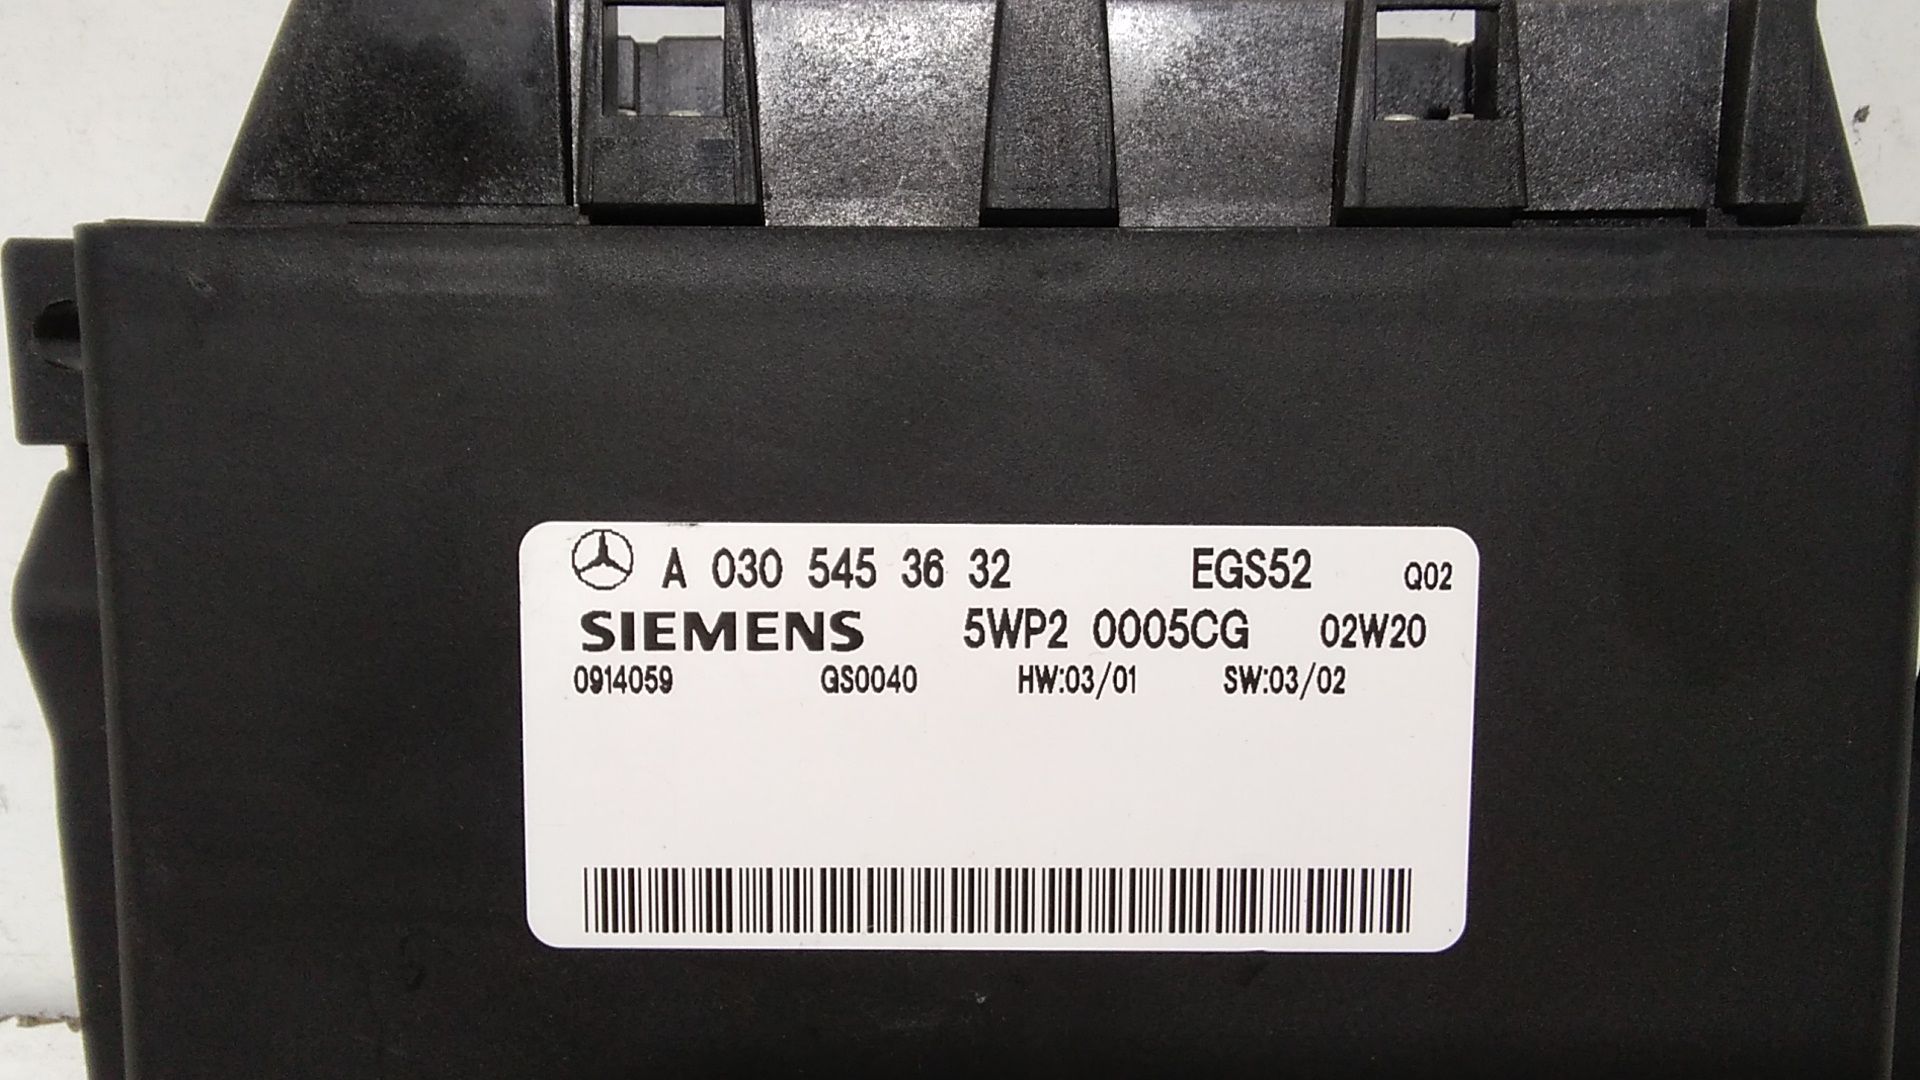 A 030 545 36 32 EGS52 Q02
SIEMENS 5WP2 0005CG 02W20
0914059 GS0040 HW:03/01 SW:03/02